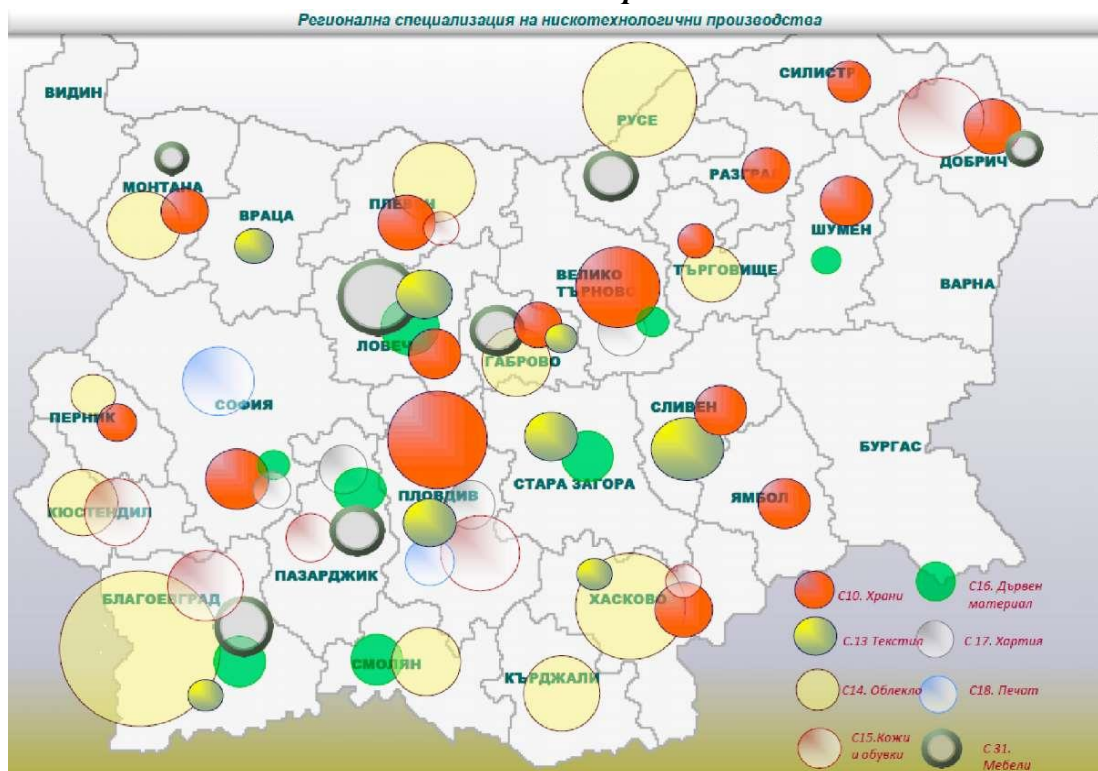 Регионална специализация на нискотехнологични производства
ВИДИН
СИЛИСТР
РУСЕ
ДОБРИЧ
МОНТАНА
РАЗГРАД
ПЛЕВЕН
ВРАЦА
ШУМЕН
ВЕЛИКО
ТЪРНОВО
ТЪРГОВИЩЕ
ВАРНА
ЛОВЕЧ
ГАБРОВО
СОФИЯ
ПЕРНИК
СЛИВЕН
БУРГАС
СТАРА ЗАГОРА
ПЛОВДИВ
ЯМБОЛ
КЮСТЕНДИЛ
ПАЗАРДЖИК
БЛАГОЕВГРАД
ХАСКОВО
СМОЛЯН
КЪРДЖАЛИ
С10. Храни
С16. Дървен
материал
С.13 Текстил
С 17. Хартия
С14. Облекло
С18. Печат
С15.Кожи
и обувки
С 31.
Мебели